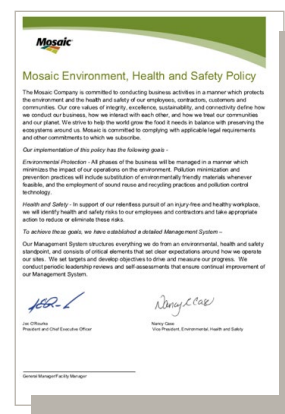 Mosaic
Mosaic Environment, Health and Safety Policy
The Mosaic Company is committed to conducting business activities in a manner which protects
the environment and the health and safety of our employees, contractors, customers and
communities. Our core values of integrity, excellence, sustainability, and connectivity define how
we conduct our business, how we interact with each other, and how we treat our communities
and our planet. We strive to help the world grow the food it needs in balance with preserving the
ecosystems around us. Mosaic is committed to complying with applicable legal requirements
and other commitments to which we subscribe.
Our implementation of this policy has the following goals -
Environmental Protection - All phases of the business will be managed in a manner which
minimizes the impact of our operations on the environment. Pollution minimization and
prevention practices will include substitution of environmentally friendly materials whenever
feasible, and the employment of sound reuse and recycling practices and pollution control
technology.
Health and Safety - In support of our relentless pursuit of an injury-free and healthy workplace,
we will identify health and safety risks to our employees and contractors and take appropriate
action to reduce or eliminate these risks.
To achieve these goals, we have established a detailed Management System –
Our Management System structures everything we do from an environmental, health and safety
standpoint, and consists of critical elements that set clear expectations around how we operate
our sites. We set targets and develop objectives to drive and measure our progress. We
conduct periodic leadership reviews and self-assessments that ensure continual improvement of
our Management System.
Nancy L Case
Joc O'Rourke
President and Chief Executive Officer
Nancy Case
Vice President, Environmental, Health and Safety
General Manager/Facility Manager